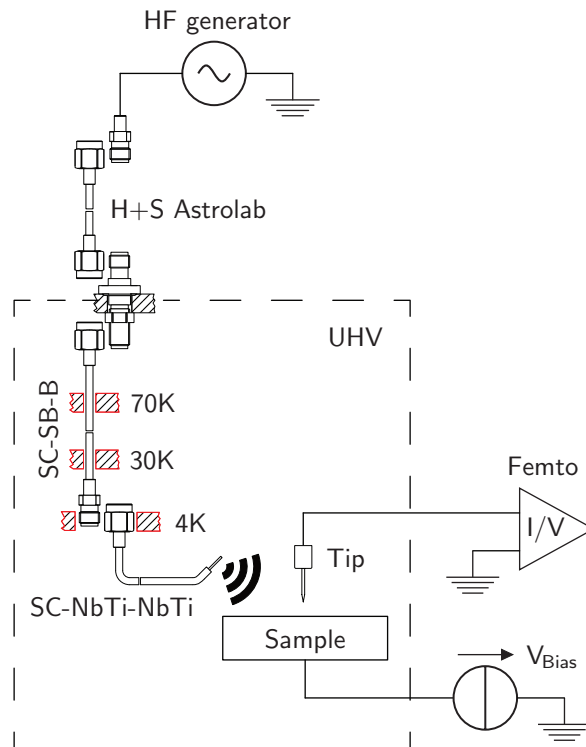 HF generator
H+S Astrolab
UHV
SC-SB-B
70K
30K
4K
Femto
I/V
Tip
SC-NbTi-NbTi
Sample
VBias